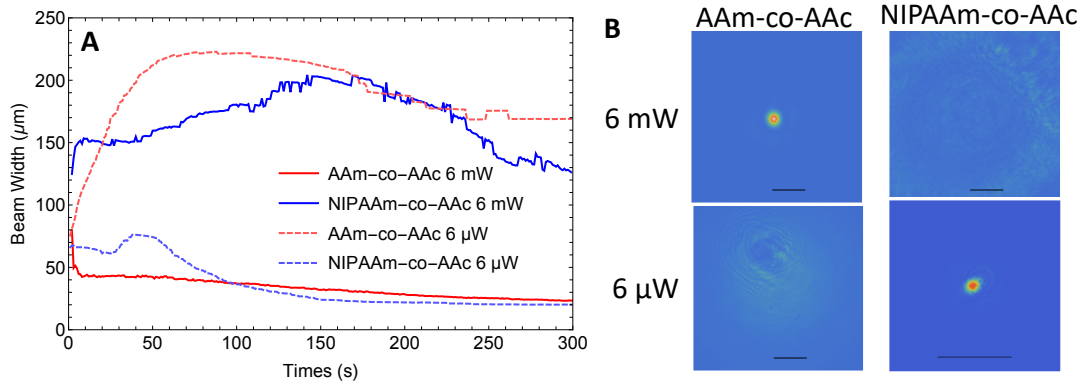 A
250
200
150
100
50
0
Beam Width (µm)
AAm–co–AAc 6 mW
NIPAAm–co–AAc 6 mW
AAm–co–AAc 6 µW
NIPAAm–co–AAc 6 µW
0 50 100 150 200 250 300
Times (s)
B
AAm-co-AAc NIPAAm-co-AAc
6 mW
6 µW